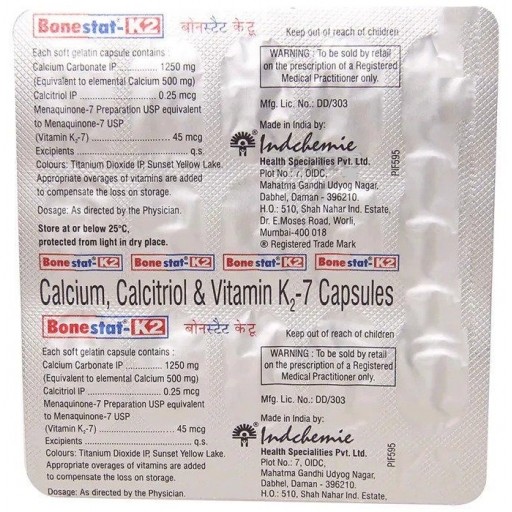 Bonestat-K2 बोनस्टैट केटू Keep out of reach of children
Each soft gelatin capsule contains :
Calcium Carbonate IP ................ 1250 mg
(Equivalent to elemental Calcium 500 mg)
Calcitriol IP ........................ 0.25 mcg
Menaquinone-7 Preparation USP equivalent
to Menaquinone-7 USP
(Vitamin K2-7) ........................ 45 mcg
Excipients ................................ q.s.
Colours: Titanium Dioxide IP, Sunset Yellow Lake.
Appropriate overages of vitamins are added
to compensate the loss on storage.
Dosage: As directed by the Physician.
Store at or below 25°C,
protected from light in dry place.
WARNING : To be sold by retail
on the prescription of a Registered
Medical Practitioner only.
Mfg. Lic. No.: DD/303
Made in India by:
Indchemie
Health Specialities Pvt. Ltd.
Plot No.: 7, OIDC,
Mahatma Gandhi Udyog Nagar,
Dabhel, Daman - 396210.
H.O.: 510, Shah Nahar Ind. Estate,
Dr. E.Moses Road, Worli,
Mumbai-400 018
® Registered Trade Mark
PIF595
Bonestat-K2 Bonestat-K2 Bonestat-K2 Bonestat-K2
Calcium, Calcitriol & Vitamin K2-7 Capsules
Bonestat-K2 बोनस्टैट केटू Keep out of reach of children
Each soft gelatin capsule contains :
Calcium Carbonate IP ................ 1250 mg
(Equivalent to elemental Calcium 500 mg)
Calcitriol IP ........................ 0.25 mcg
Menaquinone-7 Preparation USP equivalent
to Menaquinone-7 USP
(Vitamin K2-7) ........................ 45 mcg
Excipients ................................ q.s.
Colours: Titanium Dioxide IP, Sunset Yellow Lake.
Appropriate overages of vitamins are added
to compensate the loss on storage.
Dosage: As directed by the Physician.
WARNING : To be sold by retail
on the prescription of a Registered
Medical Practitioner only.
Mfg. Lic. No.: DD/303
Made in India by:
Indchemie
Health Specialities Pvt. Ltd.
Plot No.: 7, OIDC,
Mahatma Gandhi Udyog Nagar,
Dabhel, Daman - 396210.
H.O.: 510, Shah Nahar Ind. Estate,
PIF595